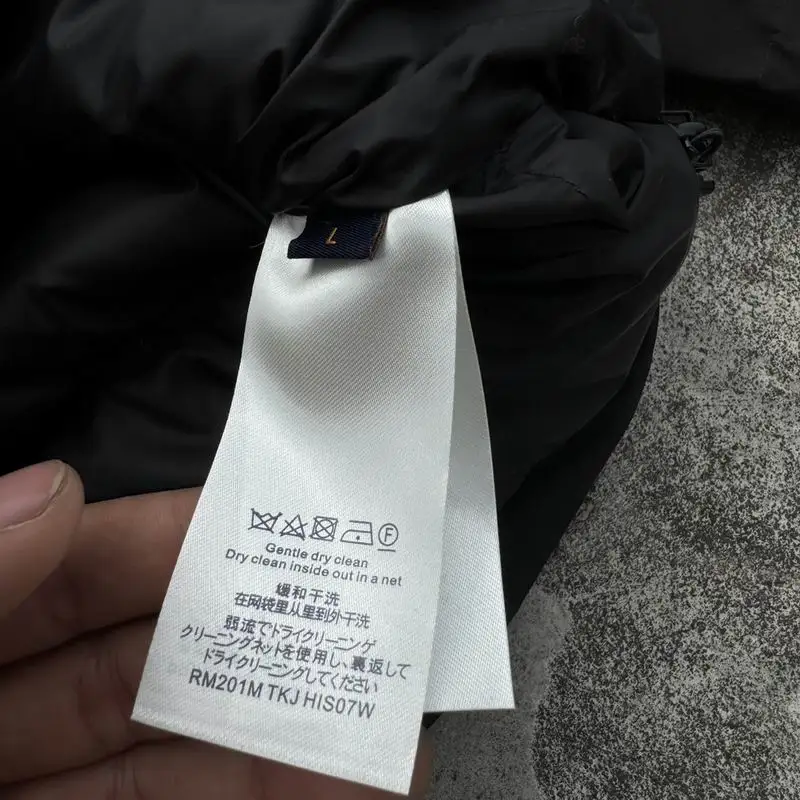 L
F
Gentle dry clean
Dry clean inside out in a net
缓和干洗
在网袋里从里到外干洗
弱流でドライクリーニング
クリーニングネットを使用し、裏返して
ドライクリーニングしてください
RM201M TKJ HIS07W